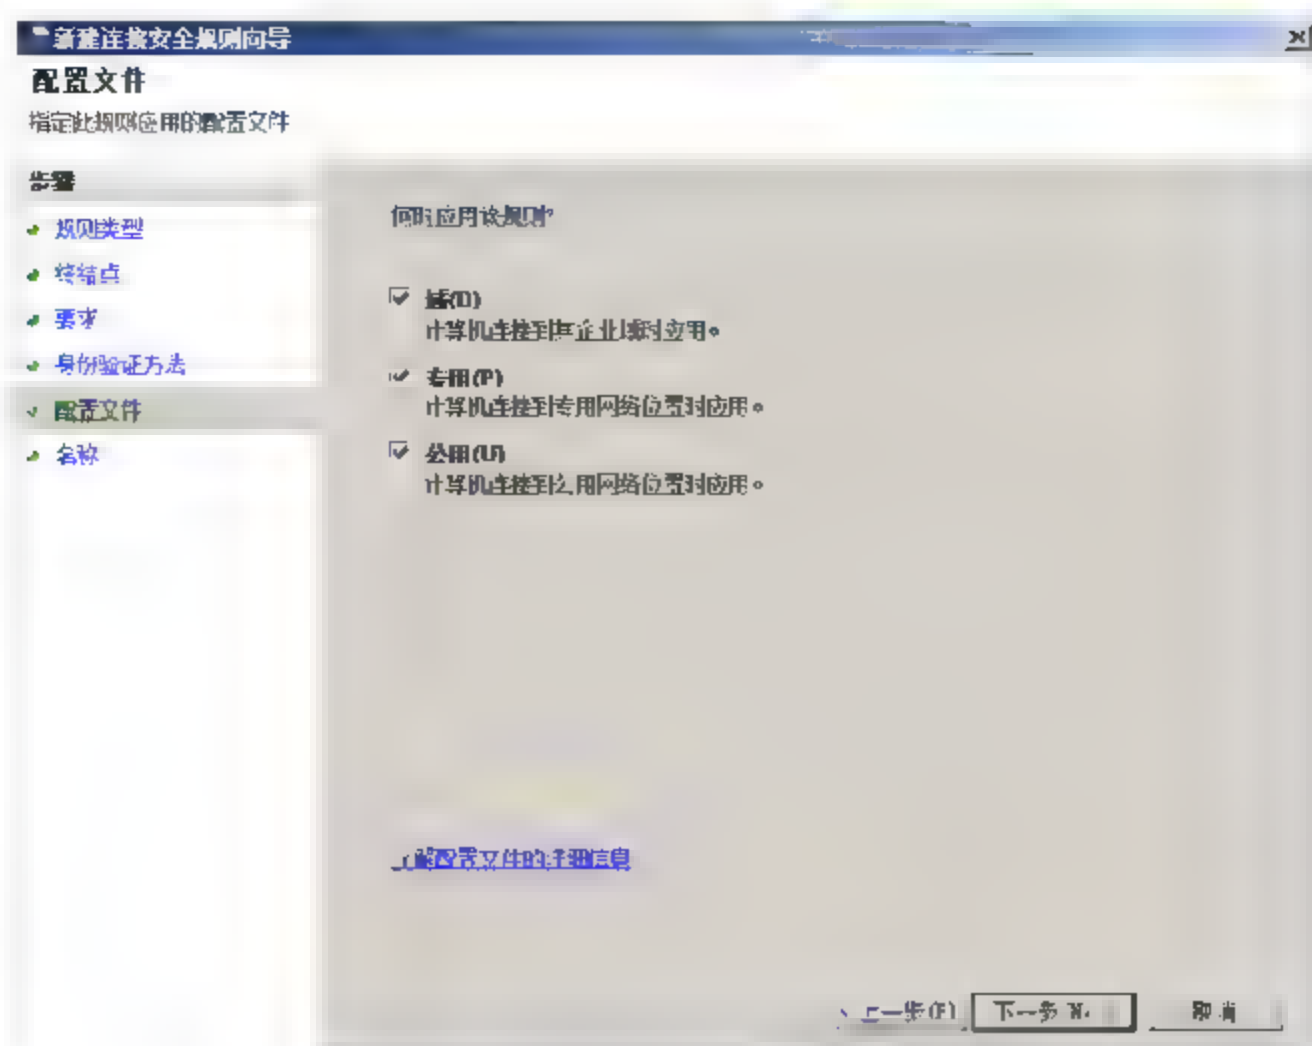 新建连接安全规则向导
配置文件
指定此规则应用的配置文件
步骤
规则类型
终结点
要求
身份验证方法
配置文件
名称
何时应用该规则?
域(D)
计算机连接到其企业域时应用。
专用(P)
计算机连接到专用网络位置时应用。
公用(U)
计算机连接到公用网络位置时应用。
了解配置文件的详细信息
上一步(B)
下一步(N)
取消